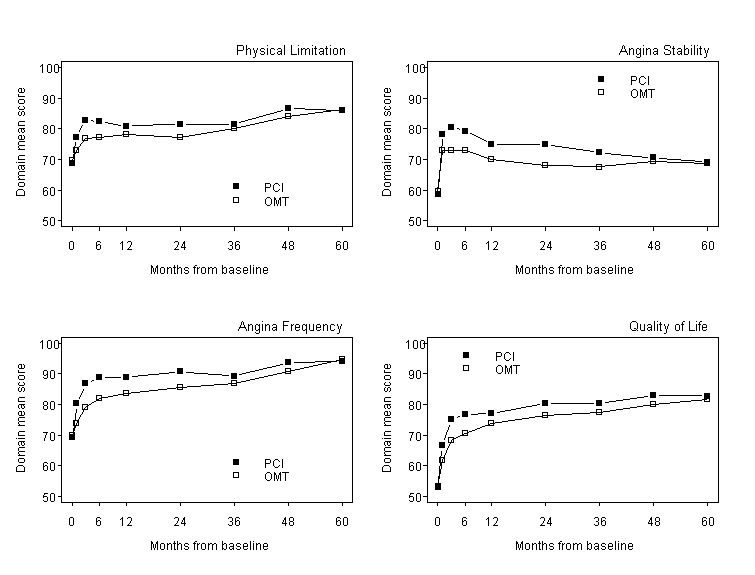 Physical Limitation
Domain mean score
100
90
80
70
60
50
PCI
OMT
0 6 12 24 36 48 60
Months from baseline
Angina Stability
Domain mean score
100
90
80
70
60
50
PCI
OMT
0 6 12 24 36 48 60
Months from baseline
Angina Frequency
Domain mean score
100
90
80
70
60
50
PCI
OMT
0 6 12 24 36 48 60
Months from baseline
Quality of Life
Domain mean score
100
90
80
70
60
50
PCI
OMT
0 6 12 24 36 48 60
Months from baseline